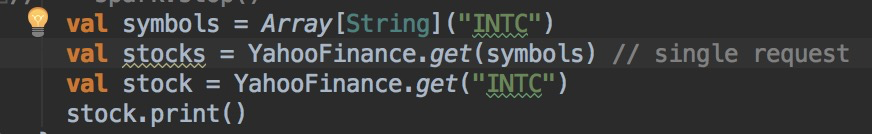 val symbols = Array[String]("INTC")
val stocks = YahooFinance.get(symbols) // single request
val stock = YahooFinance.get("INTC")
stock.print()